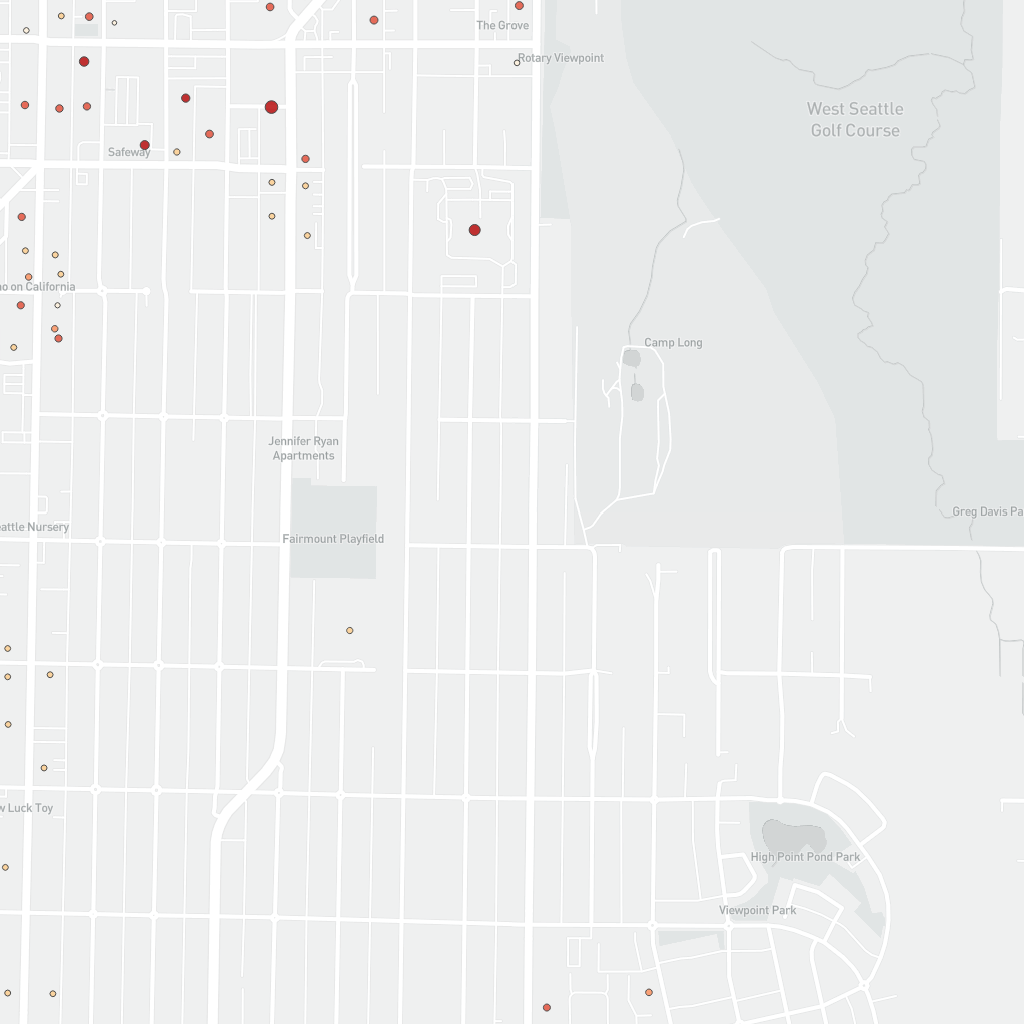 The Grove
Rotary Viewpoint
West Seattle
Golf Course
Safeway
no on California
Camp Long
Jennifer Ryan
Apartments
Greg Davis Pa
eattle Nursery
Fairmount Playfield
w Luck Toy
High Point Pond Park
Viewpoint Park